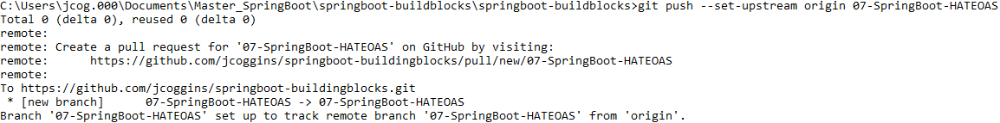 C:\Users\jcog.000\Documents\Master_SpringBoot\springboot-buildblocks\springboot-buildblocks>git push --set-upstream origin 07-SpringBoot-HATEOAS
Total 0 (delta 0), reused 0 (delta 0)
remote:
remote: Create a pull request for '07-SpringBoot-HATEOAS' on GitHub by visiting:
remote:      https://github.com/jcoggins/springboot-buildingblocks/pull/new/07-SpringBoot-HATEOAS
remote:
To https://github.com/jcoggins/springboot-buildingblocks.git
 * [new branch]      07-SpringBoot-HATEOAS -> 07-SpringBoot-HATEOAS
Branch '07-SpringBoot-HATEOAS' set up to track remote branch '07-SpringBoot-HATEOAS' from 'origin'.